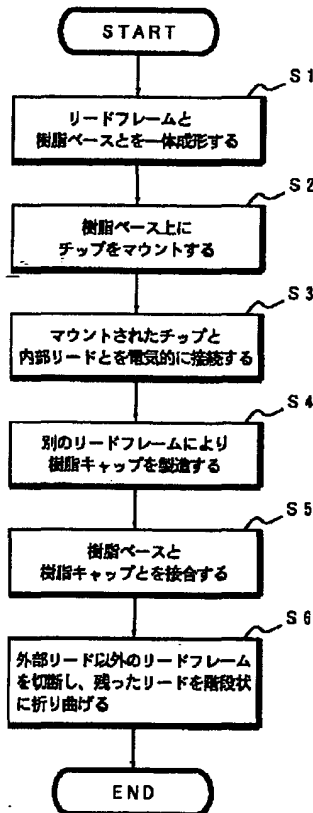 START
S1
リードフレームと
樹脂ベースとを一体成形する
S2
樹脂ベース上に
チップをマウントする
S3
マウントされたチップと
内部リードとを電気的に接続する
S4
別のリードフレームにより
樹脂キャップを製造する
S5
樹脂ベースと
樹脂キャップとを接合する
S6
外部リード以外のリードフレーム
を切断し、残ったリードを階段状
に折り曲げる
END